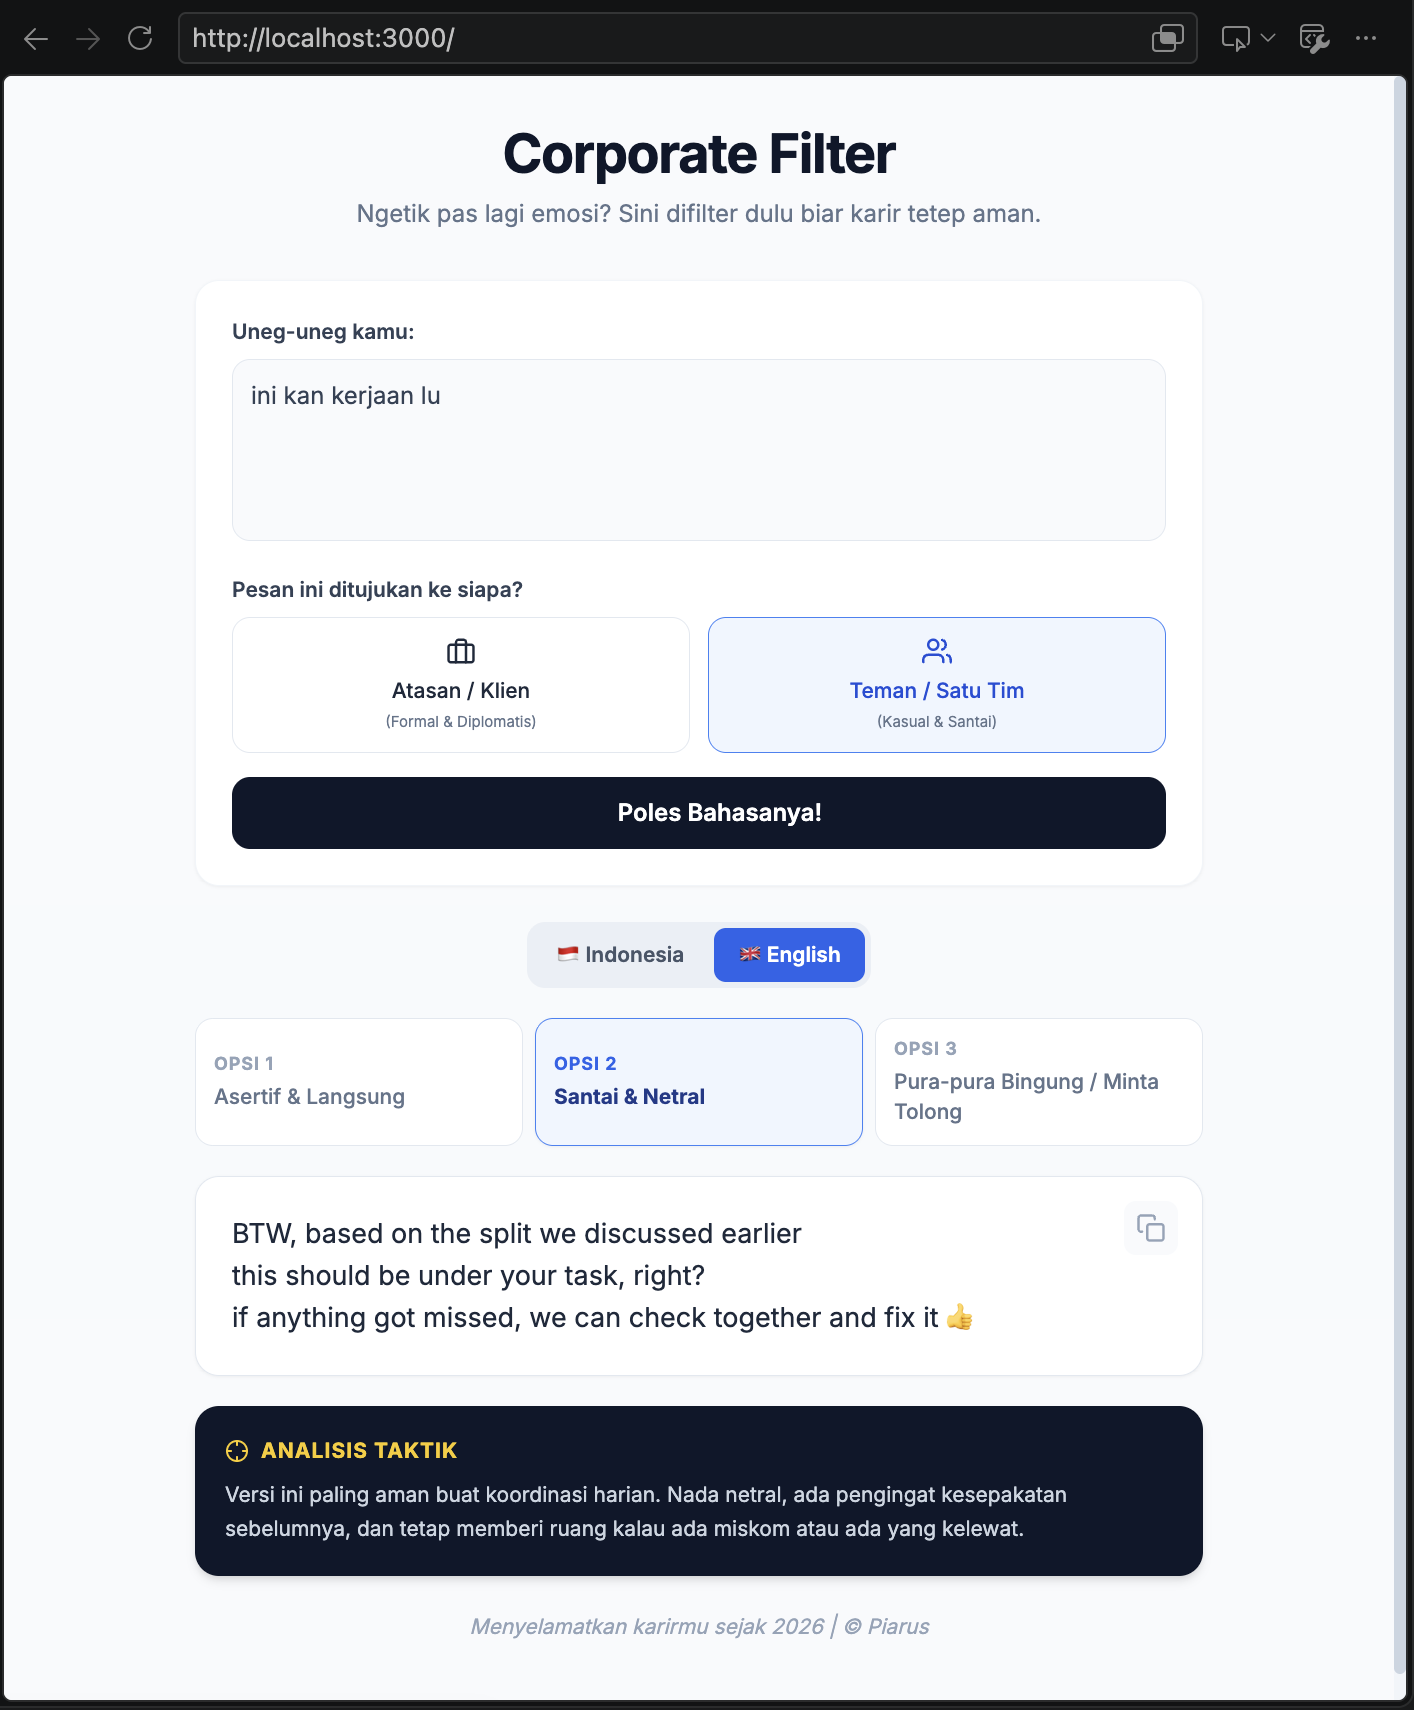 http://localhost:3000/
Corporate Filter
Ngetik pas lagi emosi? Sini difilter dulu biar karir tetep aman.
Uneg-uneg kamu:
ini kan kerjaan lu
Pesan ini ditujukan ke siapa?
Atasan / Klien
(Formal & Diplomatis)
Teman / Satu Tim
(Kasual & Santai)
Poles Bahasanya!
🇮🇩 Indonesia
🇬🇧 English
OPSI 1
Asertif & Langsung
OPSI 2
Santai & Netral
OPSI 3
Pura-pura Bingung / Minta
Tolong
BTW, based on the split we discussed earlier
this should be under your task, right?
if anything got missed, we can check together and fix it 👍
ANALISIS TAKTIK
Versi ini paling aman buat koordinasi harian. Nada netral, ada pengingat kesepakatan
sebelumnya, dan tetap memberi ruang kalau ada miskom atau ada yang kelewat.
Menyelamatkan karirmu sejak 2026 | © Piarus